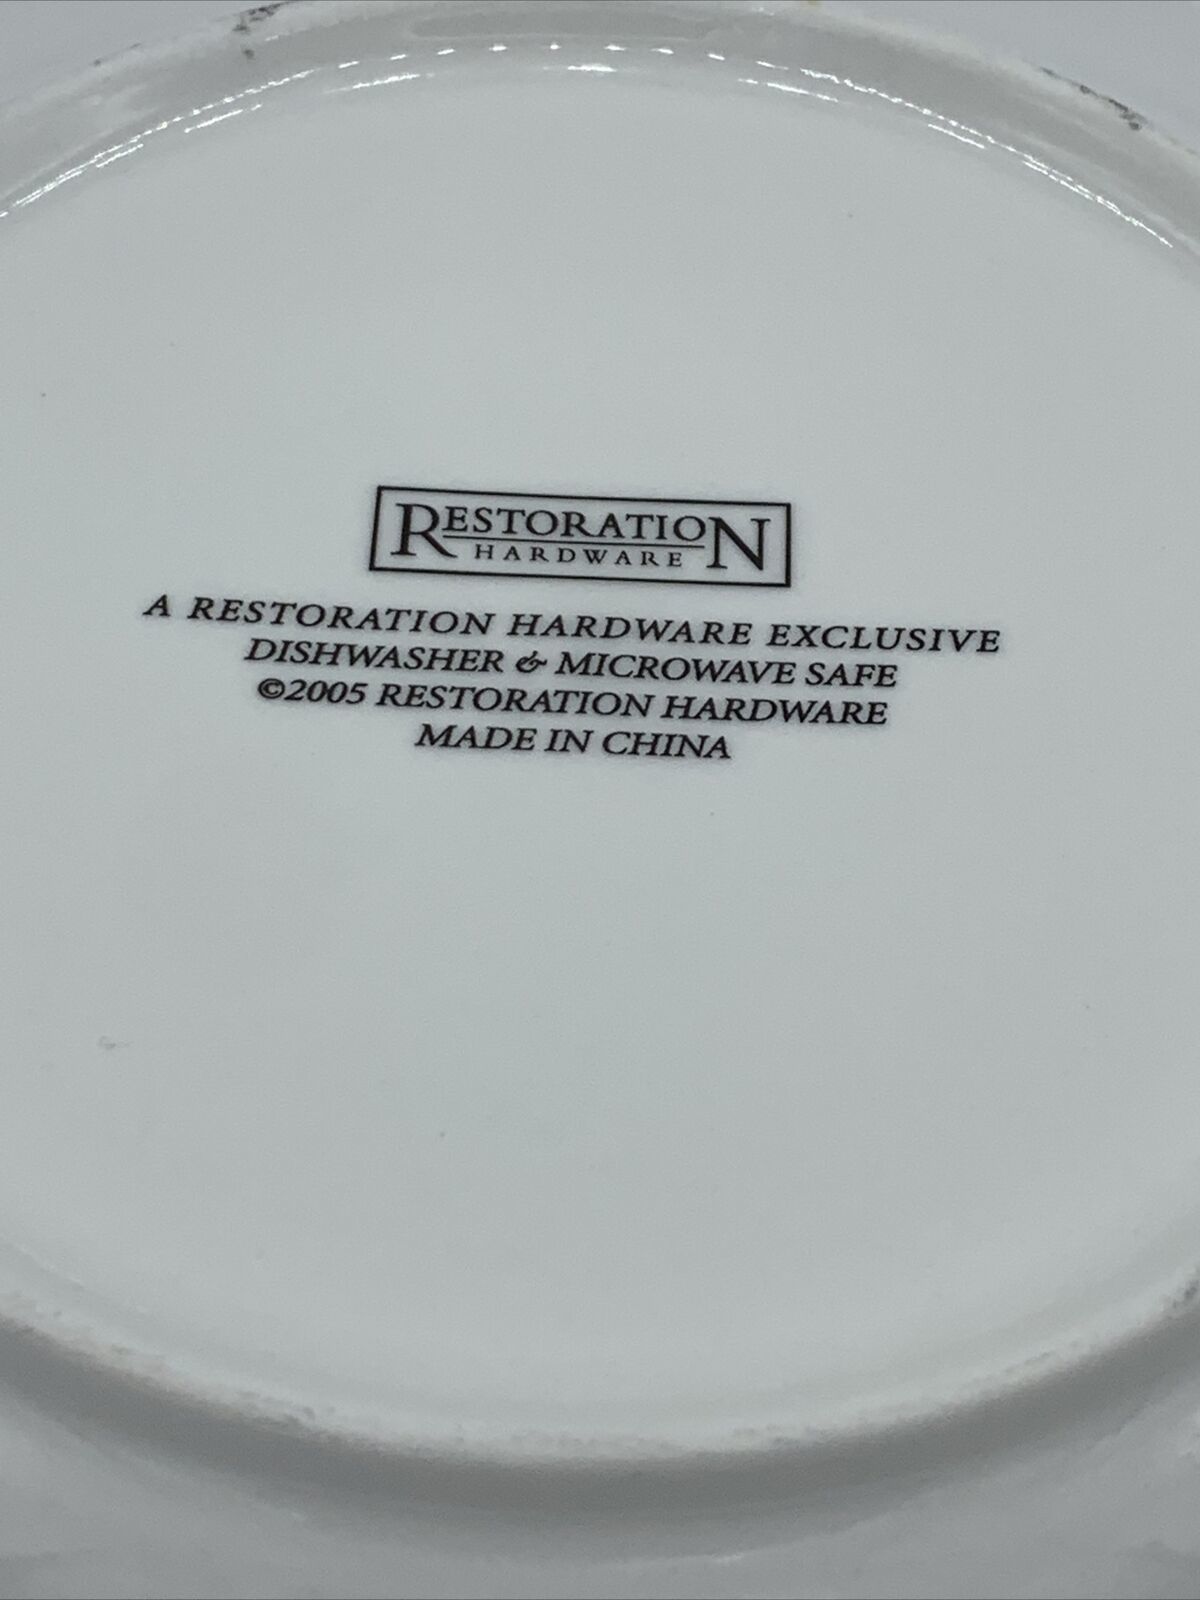 RESTORATION
HARDWARE
A RESTORATION HARDWARE EXCLUSIVE
DISHWASHER & MICROWAVE SAFE
©2005 RESTORATION HARDWARE
MADE IN CHINA